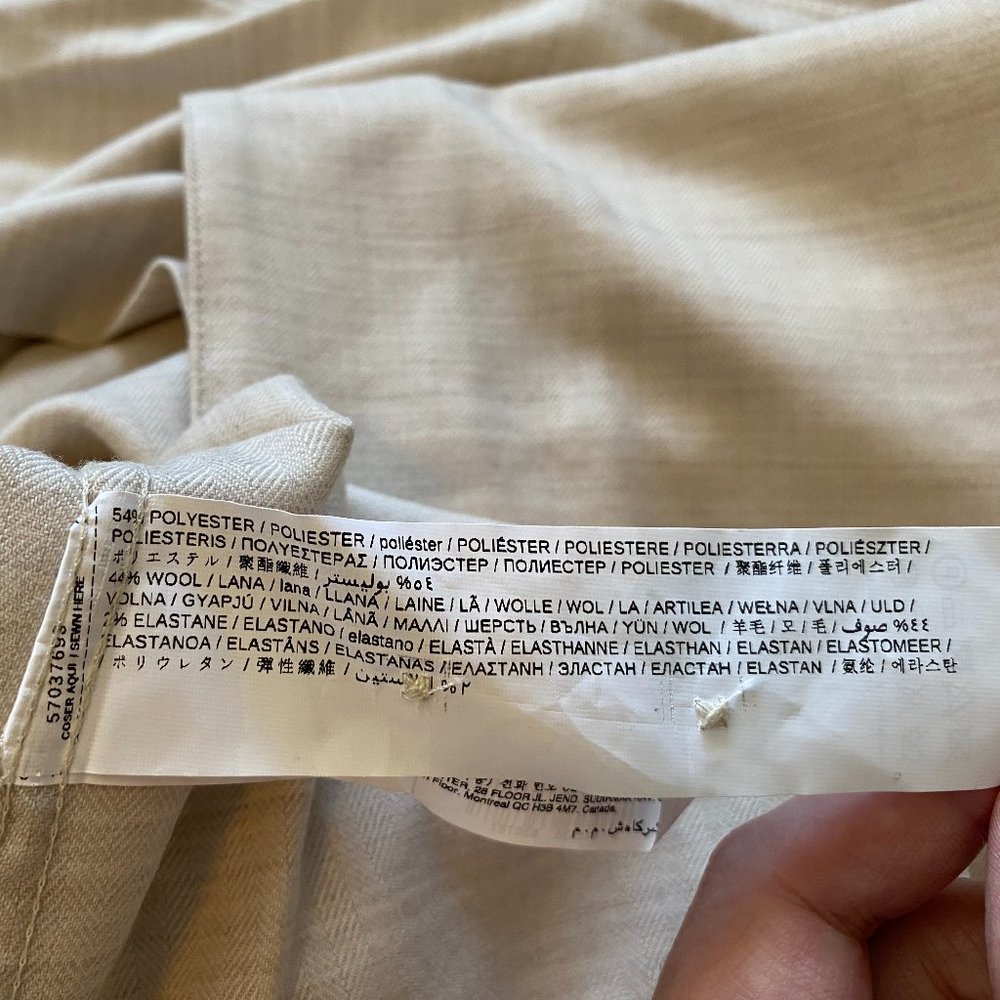 54% POLYESTER / POLIESTER / poliéster / POLIÉSTER / POLIESTERE / POLIESTERRA / POLIÉSZTER /
POLIESTERIS / ΠΟΛΥΕΣΤΕΡΑΣ / ПОЛИЭСТЕР / ПОЛИЕСТЕР / POLIESTER / 聚酯纤维 / 폴리에스터 /
ポリエステル / 聚酯纖維 / بوليستر %٥٤
44% WOOL / LANA / lana / LLANA / LAINE / LÃ / WOLLE / WOL / LA / ARTILEA / WEŁNA / VLNA / ULD /
VOLNA / GYAPJÚ / VILNA / LÂNĂ / ΜΑΛΛΙ / ШЕРСТЬ / ВЪЛНА / YÜN / WOL / 羊毛 / 모 / 毛 / صوف %٤٤
2% ELASTANE / ELASTANO / elastano / ELASTÀ / ELASTHANNE / ELASTHAN / ELASTAN / ELASTOMEER /
ELASTANOA / ELASTĀNS / ELASTANAS / ΕΛΑΣΤΑΝΗ / ЭЛАСТАН / ЕЛАСТАН / ELASTAN / 氨纶 / 에라스탄
/ ポリウレタン / 彈性纖維 / %٢
COSER AQUI / SEWN HERE
28 FLOOR JL. JEND. SUDIRMAN
Floor, Montreal QC H3B 4M7. Canada.
ش.م.م